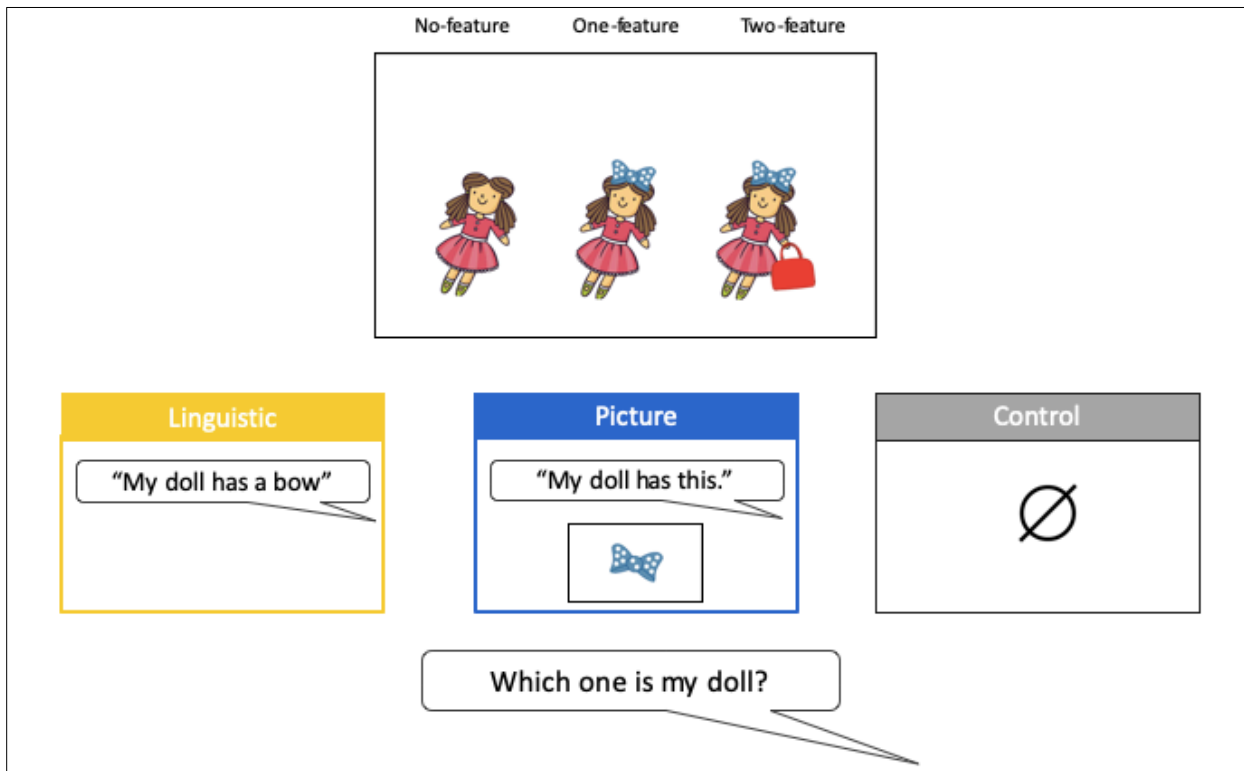 No-feature One-feature Two-feature
Linguistic
“My doll has a bow”
Picture
“My doll has this.”
Control
∅
Which one is my doll?